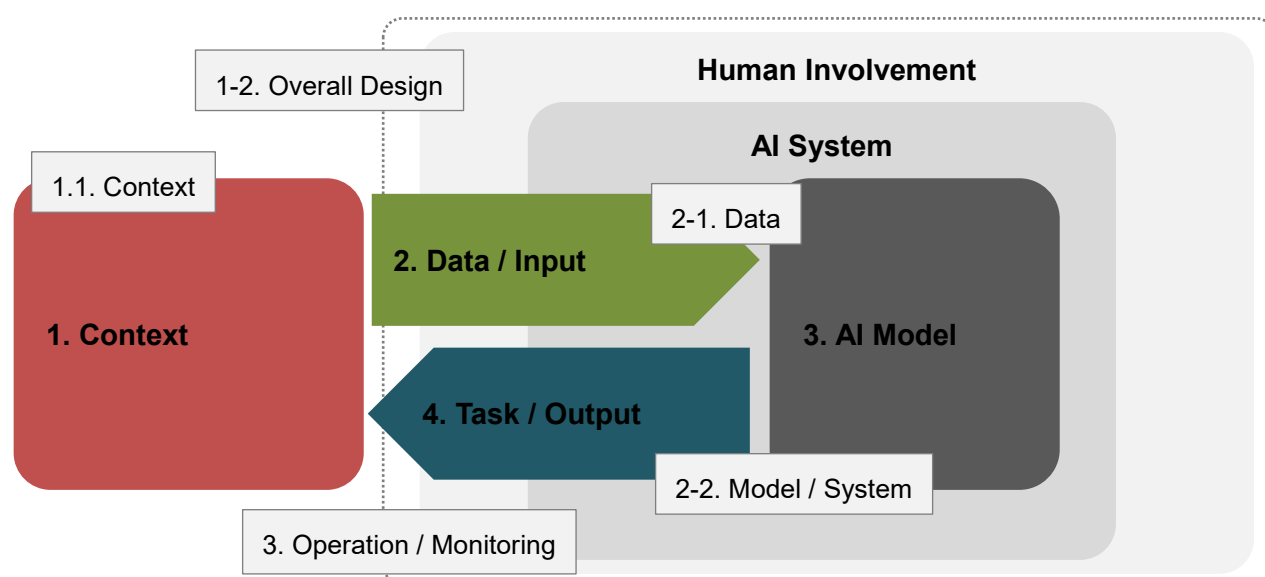 Human Involvement
1-2. Overall Design
AI System
1.1. Context
2-1. Data
2. Data / Input
1. Context
3. AI Model
4. Task / Output
2-2. Model / System
3. Operation / Monitoring